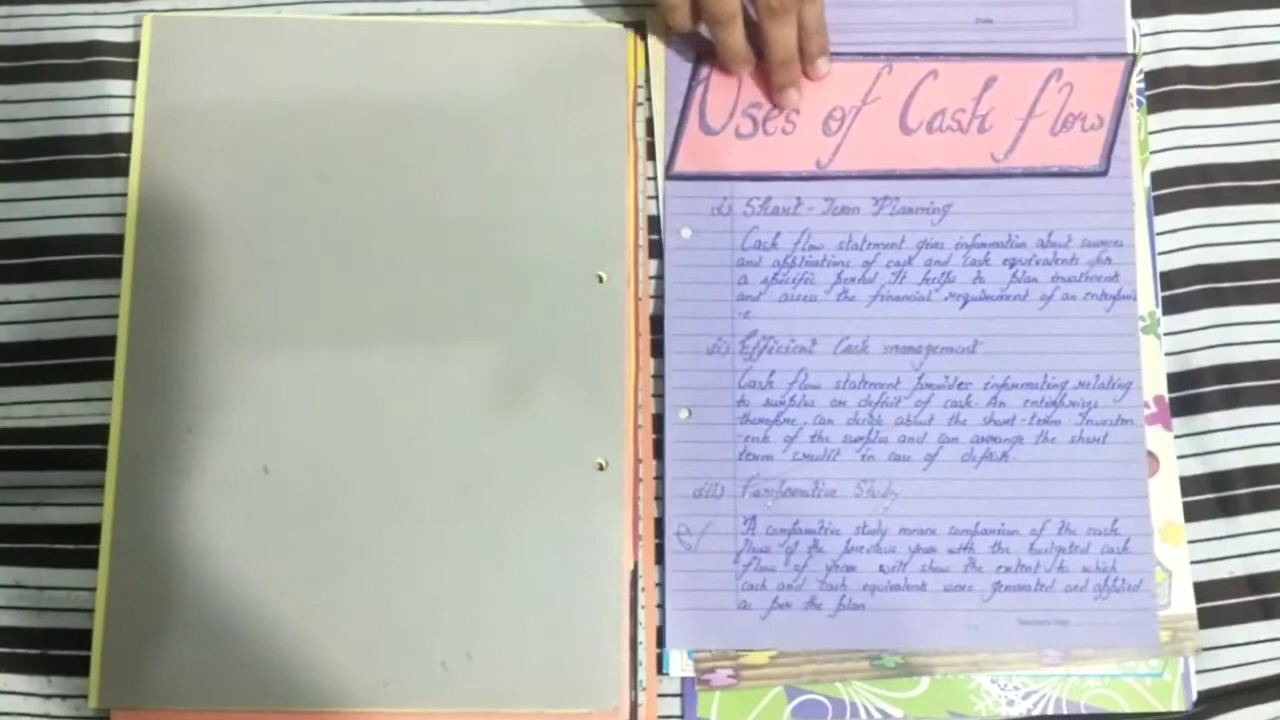 Date
Uses of Cash flow
i) Short-Term Planning
Cash flow statement gives information about sources
and applications of cash and cash equivalents for
a specific period. It helps to plan investments
and assess the financial requirement of an enterpris
-e
ii) Efficient Cash management
Cash flow statement provides informating relating
to surplus or deficit of cash. An enterprises
therefore, can decide about the short-term Investm
-ents of the surplus and can arrange the short
term credit in case of deficit.
iii) Comparative Study
A comparative study means comparison of the cash
flow of the previous year with the budgeted cash
flow of year will show the extent to which
cash and cash equivalents were generated and applied
as per the plan
Teacher's Sign